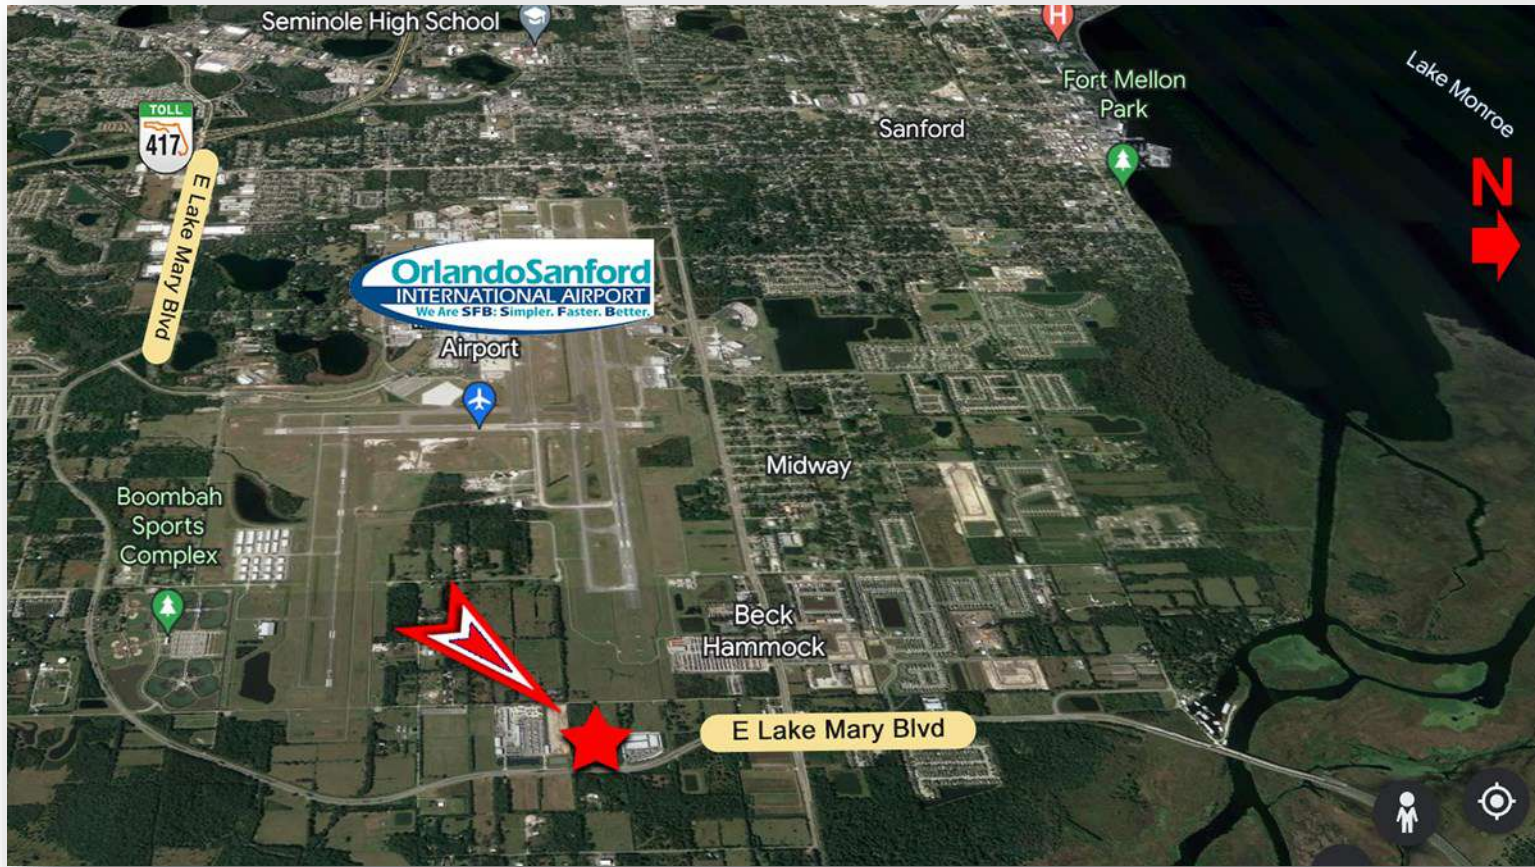 Seminole High School
H
Fort Mellon
Park
Lake Monroe
TOLL
417
Sanford
N
E Lake Mary Blvd
OrlandoSanford
INTERNATIONAL AIRPORT
We Are SFB: Simpler. Faster. Better.
Airport
Midway
Boombah
Sports
Complex
Beck
Hammock
E Lake Mary Blvd